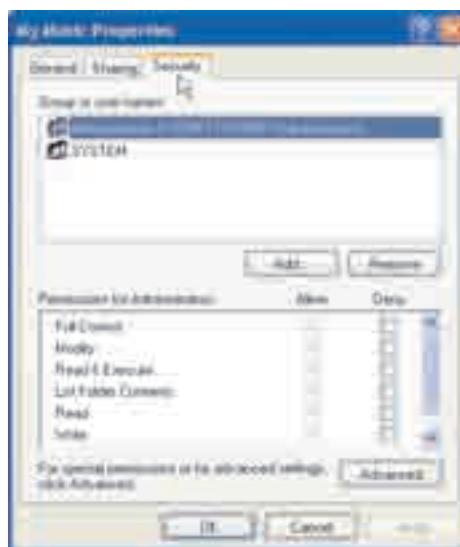 My Music Properties
General Sharing Security
Group or user names:
SYSTEM
Add... Remove
Permissions for Administrators Allow Deny
Full Control
Modify
Read & Execute
List Folder Contents
Read
Write
For special permissions or for advanced settings,
click Advanced.
Advanced
OK Cancel Apply